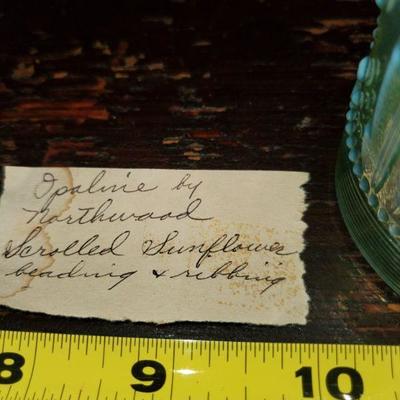 Opaline by
Northwood
Scrolled Sunflower
beading & ribbing
8 9 10